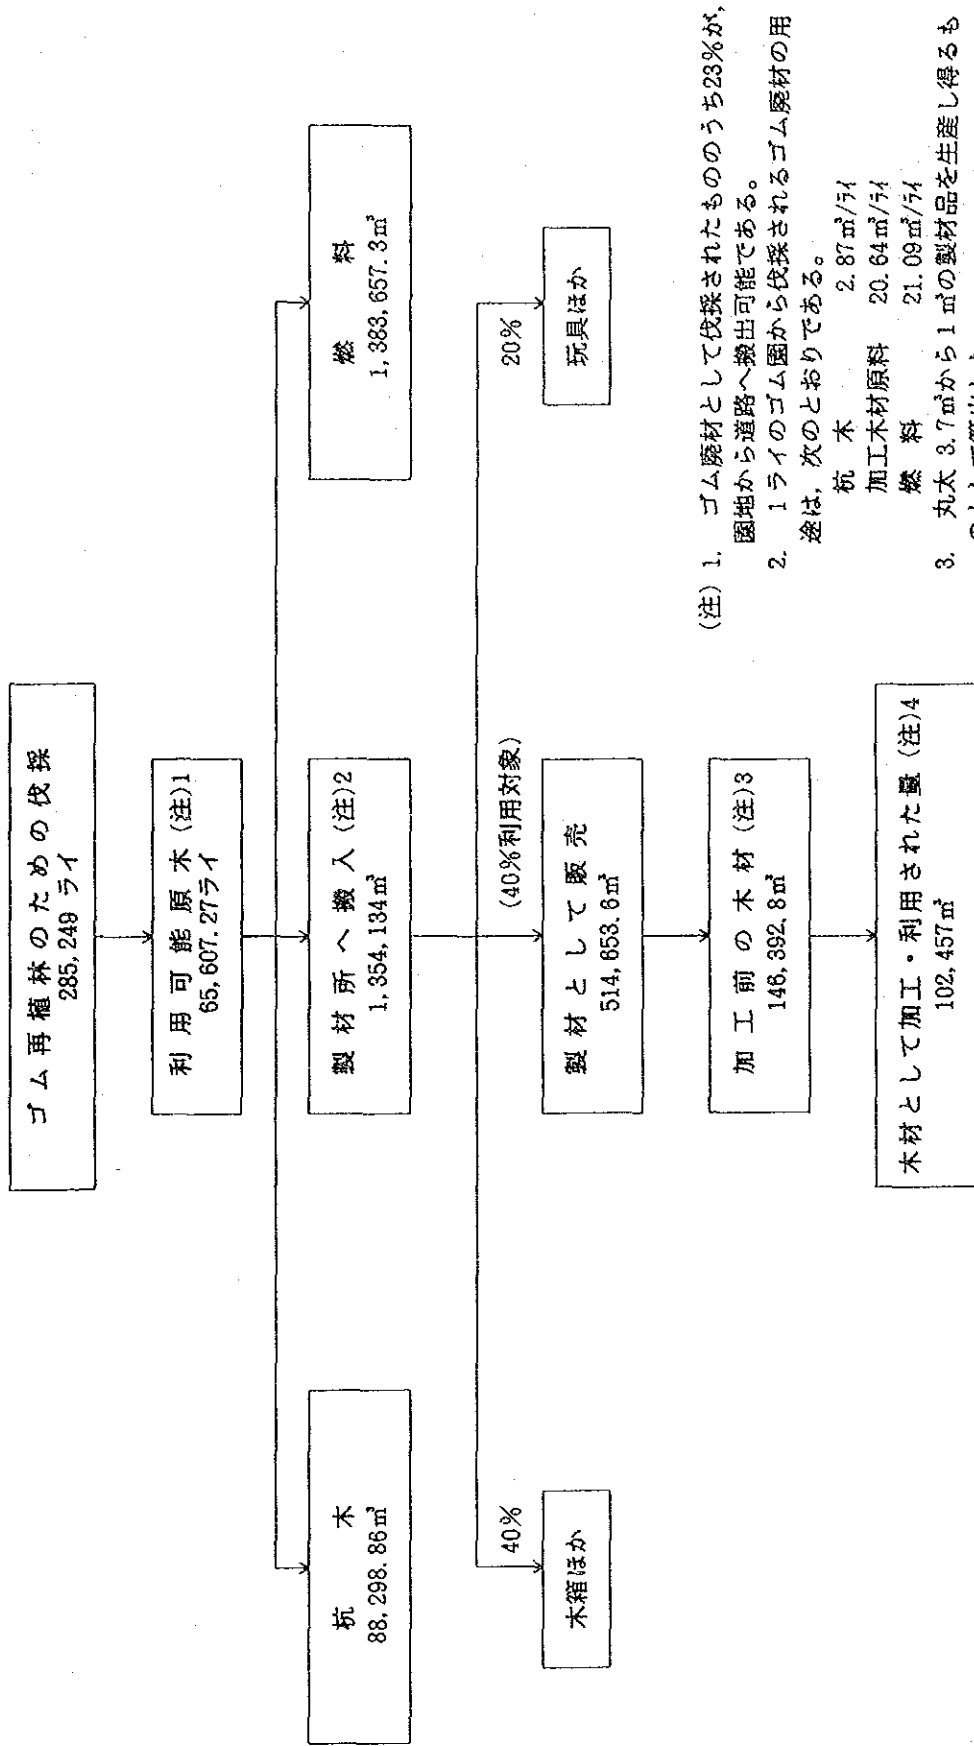 ゴム再植林のための伐採
285,249 ライ
利用可能原木(注)1
65,607.27ライ
杭 木
88,298.86㎥
製材所へ搬入(注)2
1,354,134㎥
燃 料
1,383,657.3㎥
40%
(40%利用対象)
20%
木箱ほか
製材として販売
514,653.6㎥
玩具ほか
加工前の木材(注)3
146,392.8㎥
木材として加工・利用された量(注)4
102,457㎥
(注) 1. ゴム廃材として伐採されたもののうち23%が,
園地から道路へ搬出可能である。
2. 1ライのゴム園から伐採されるゴム廃材の用
途は, 次のとおりである。
杭 木 2.87㎥/ライ
加工木材原料 20.64㎥/ライ
燃 料 21.09㎥/ライ
3. 丸太 3.7㎥から1㎥の製材品を生産し得るも